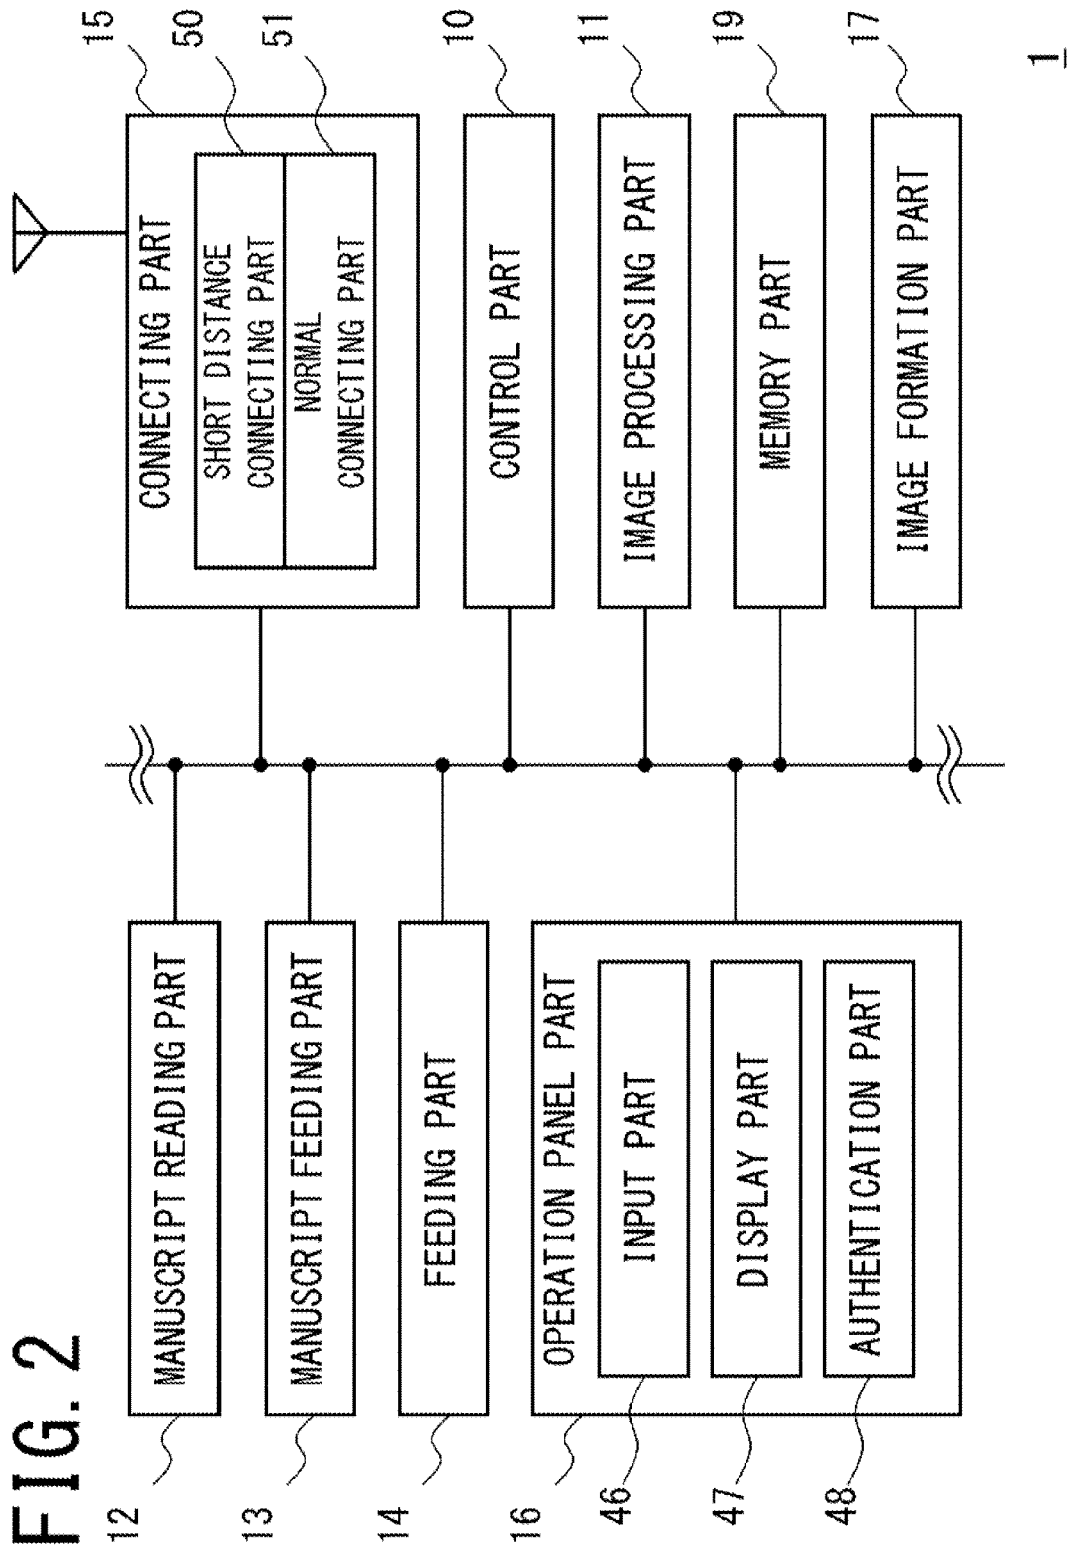 FIG. 2
12
MANUSCRIPT READING PART
13
MANUSCRIPT FEEDING PART
14
FEEDING PART
16
OPERATION PANEL PART
46
INPUT PART
47
DISPLAY PART
48
AUTHENTICATION PART
15
CONNECTING PART
50
SHORT DISTANCE
CONNECTING PART
51
NORMAL
CONNECTING PART
10
CONTROL PART
11
IMAGE PROCESSING PART
19
MEMORY PART
17
IMAGE FORMATION PART
1